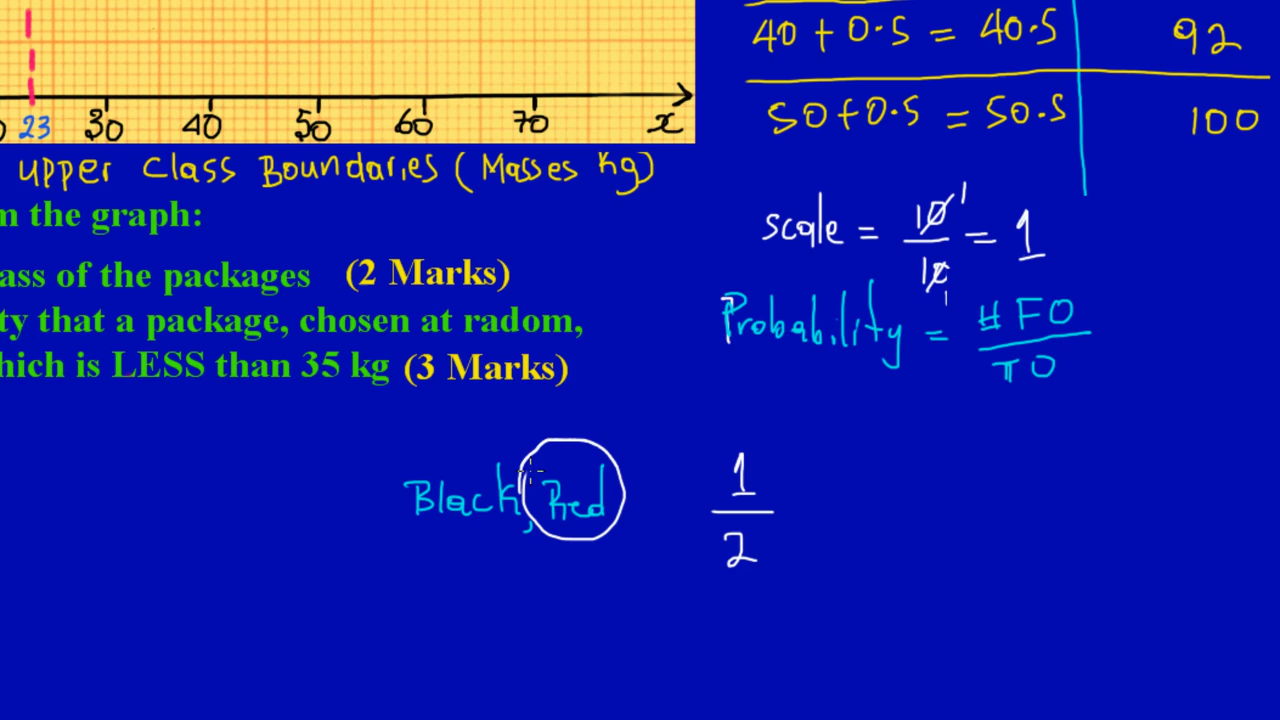 40 + 0.5 = 40.5 92
50 + 0.5 = 50.5 100
23 30 40 50 60 70 x
Upper Class Boundaries (Masses kg)
m the graph:
scale = 10/10 = 1
ass of the packages (2 Marks)
ty that a package, chosen at radom,
Probability = #FO/TO
hich is LESS than 35 kg (3 Marks)
Black, Red 1/2